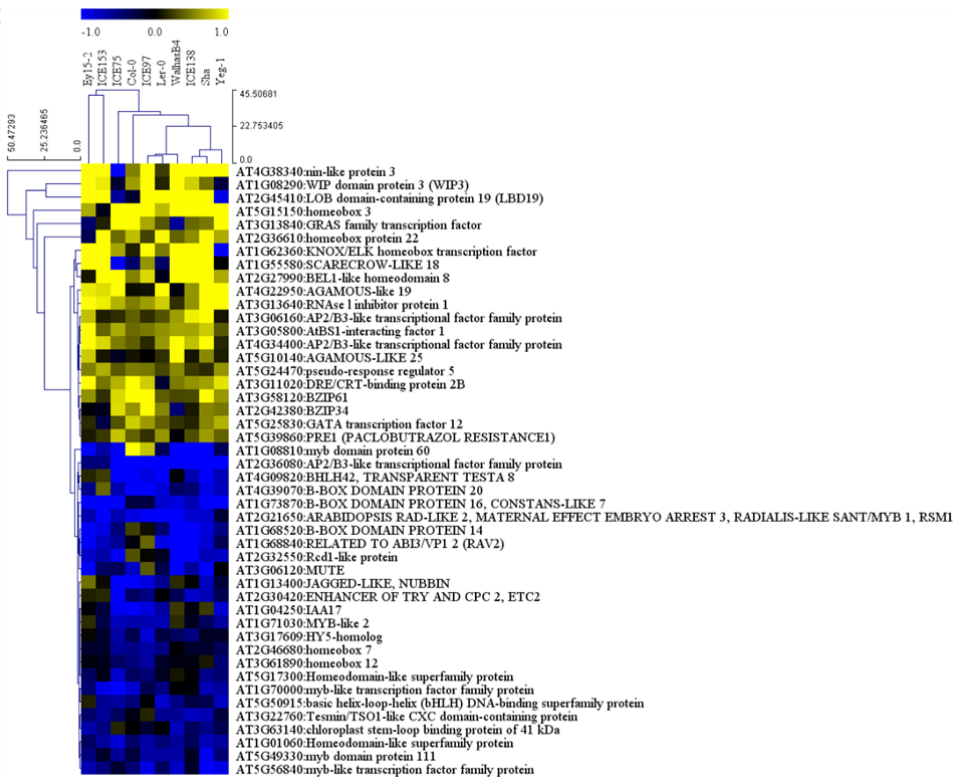 -1.0 0.0 1.0
Ey15-2
ICE153
ICE75
Col-0
ICE97
Ler-0
WalhasB4
ICE138
Sha
Yeg-1
45.50681
22.753405
0.0
50.47293
25.236465
0.0
AT4G38340:nin-like protein 3
AT1G08290:WIP domain protein 3 (WIP3)
AT2G45410:LOB domain-containing protein 19 (LBD19)
AT5G15150:homeobox 3
AT3G13840:GRAS family transcription factor
AT2G36610:homeobox protein 22
AT1G62360:KNOX/ELK homeobox transcription factor
AT1G55580:SCARECROW-LIKE 18
AT2G27990:BEL1-like homeodomain 8
AT4G22950:AGAMOUS-like 19
AT3G13640:RNAse l inhibitor protein 1
AT3G06160:AP2/B3-like transcriptional factor family protein
AT3G05800:AtBS1-interacting factor 1
AT4G34400:AP2/B3-like transcriptional factor family protein
AT5G10140:AGAMOUS-LIKE 25
AT5G24470:pseudo-response regulator 5
AT3G11020:DRE/CRT-binding protein 2B
AT3G58120:BZIP61
AT2G42380:BZIP34
AT5G25830:GATA transcription factor 12
AT5G39860:PRE1 (PACLOBUTRAZOL RESISTANCE1)
AT1G08810:myb domain protein 60
AT2G36080:AP2/B3-like transcriptional factor family protein
AT4G09820:BHLH42, TRANSPARENT TESTA 8
AT4G39070:B-BOX DOMAIN PROTEIN 20
AT1G73870:B-BOX DOMAIN PROTEIN 16, CONSTANS-LIKE 7
AT2G21650:ARABIDOPSIS RAD-LIKE 2, MATERNAL EFFECT EMBRYO ARREST 3, RADIALIS-LIKE SANT/MYB 1, RSM1
AT1G68520:B-BOX DOMAIN PROTEIN 14
AT1G68840:RELATED TO ABI3/VP1 2 (RAV2)
AT2G32550:Rcd1-like protein
AT3G06120:MUTE
AT1G13400:JAGGED-LIKE, NUBBIN
AT2G30420:ENHANCER OF TRY AND CPC 2, ETC2
AT1G04250:IAA17
AT1G71030:MYB-like 2
AT3G17609:HY5-homolog
AT2G46680:homeobox 7
AT3G61890:homeobox 12
AT5G17300:Homeodomain-like superfamily protein
AT1G70000:myb-like transcription factor family protein
AT5G50915:basic helix-loop-helix (bHLH) DNA-binding superfamily protein
AT3G22760:Tesmin/TSO1-like CXC domain-containing protein
AT3G63140:chloroplast stem-loop binding protein of 41 kDa
AT1G01060:Homeodomain-like superfamily protein
AT5G49330:myb domain protein 111
AT5G56840:myb-like transcription factor family protein